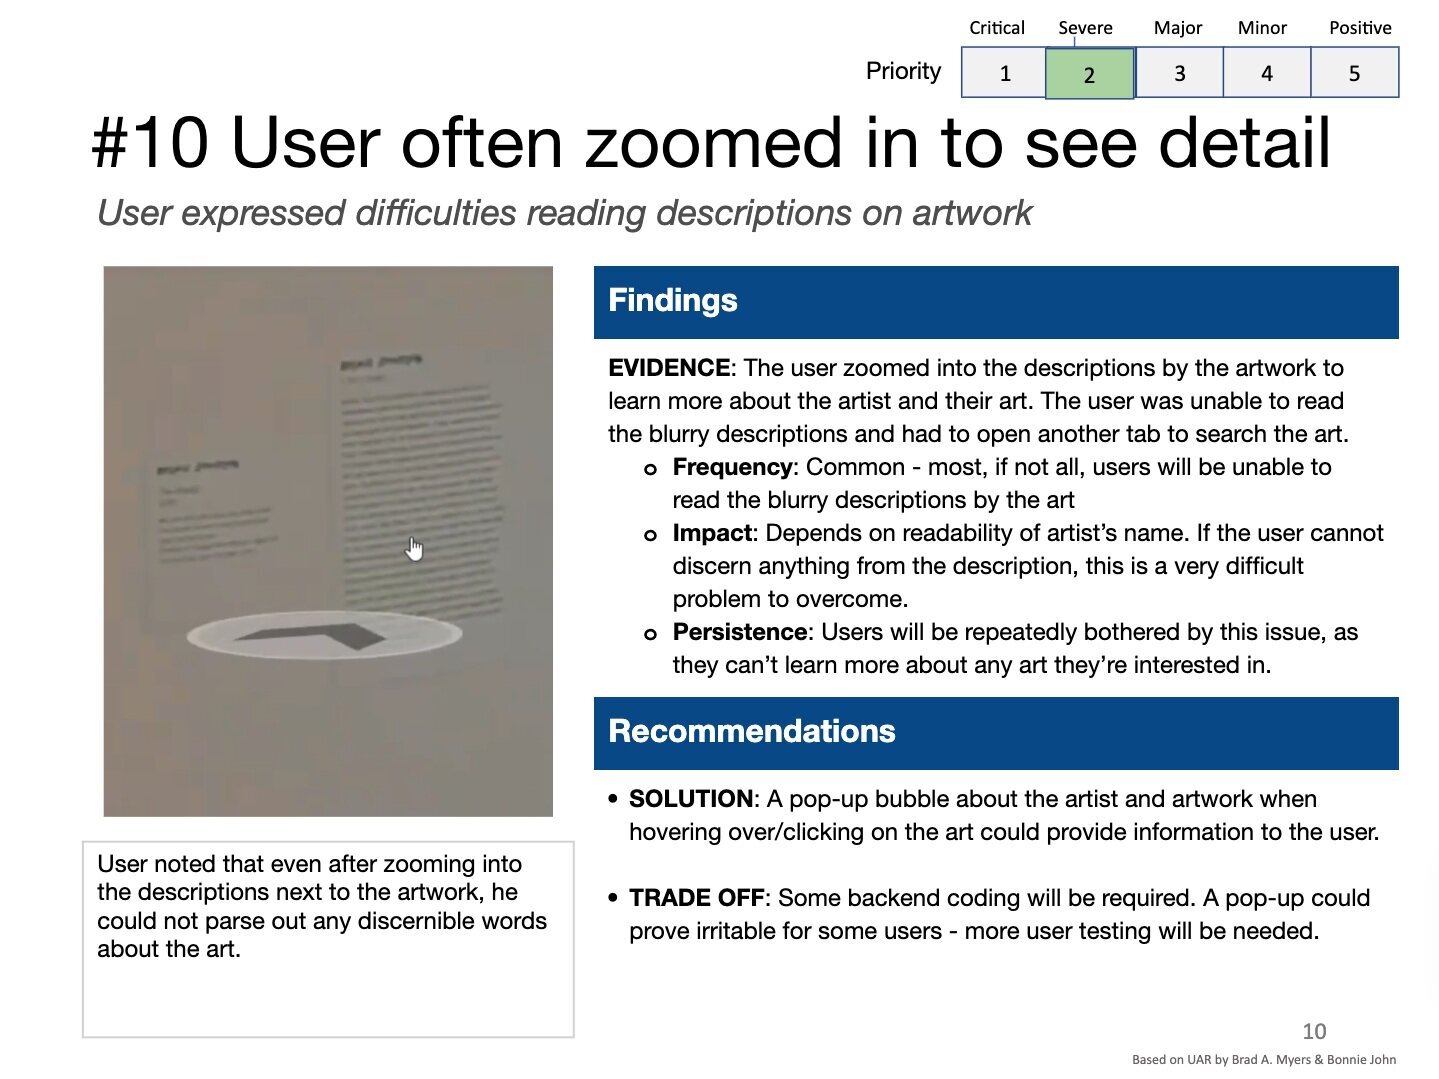 Critical Severe Major Minor Positive
Priority 1 2 3 4 5
#10 User often zoomed in to see detail
User expressed difficulties reading descriptions on artwork
Findings
EVIDENCE: The user zoomed into the descriptions by the artwork to
learn more about the artist and their art. The user was unable to read
the blurry descriptions and had to open another tab to search the art.
o Frequency: Common - most, if not all, users will be unable to
read the blurry descriptions by the art
o Impact: Depends on readability of artist’s name. If the user cannot
discern anything from the description, this is a very difficult
problem to overcome.
o Persistence: Users will be repeatedly bothered by this issue, as
they can’t learn more about any art they’re interested in.
Recommendations
• SOLUTION: A pop-up bubble about the artist and artwork when
hovering over/clicking on the art could provide information to the user.
• TRADE OFF: Some backend coding will be required. A pop-up could
prove irritable for some users - more user testing will be needed.
User noted that even after zooming into
the descriptions next to the artwork, he
could not parse out any discernible words
about the art.
10
Based on UAR by Brad A. Myers & Bonnie John